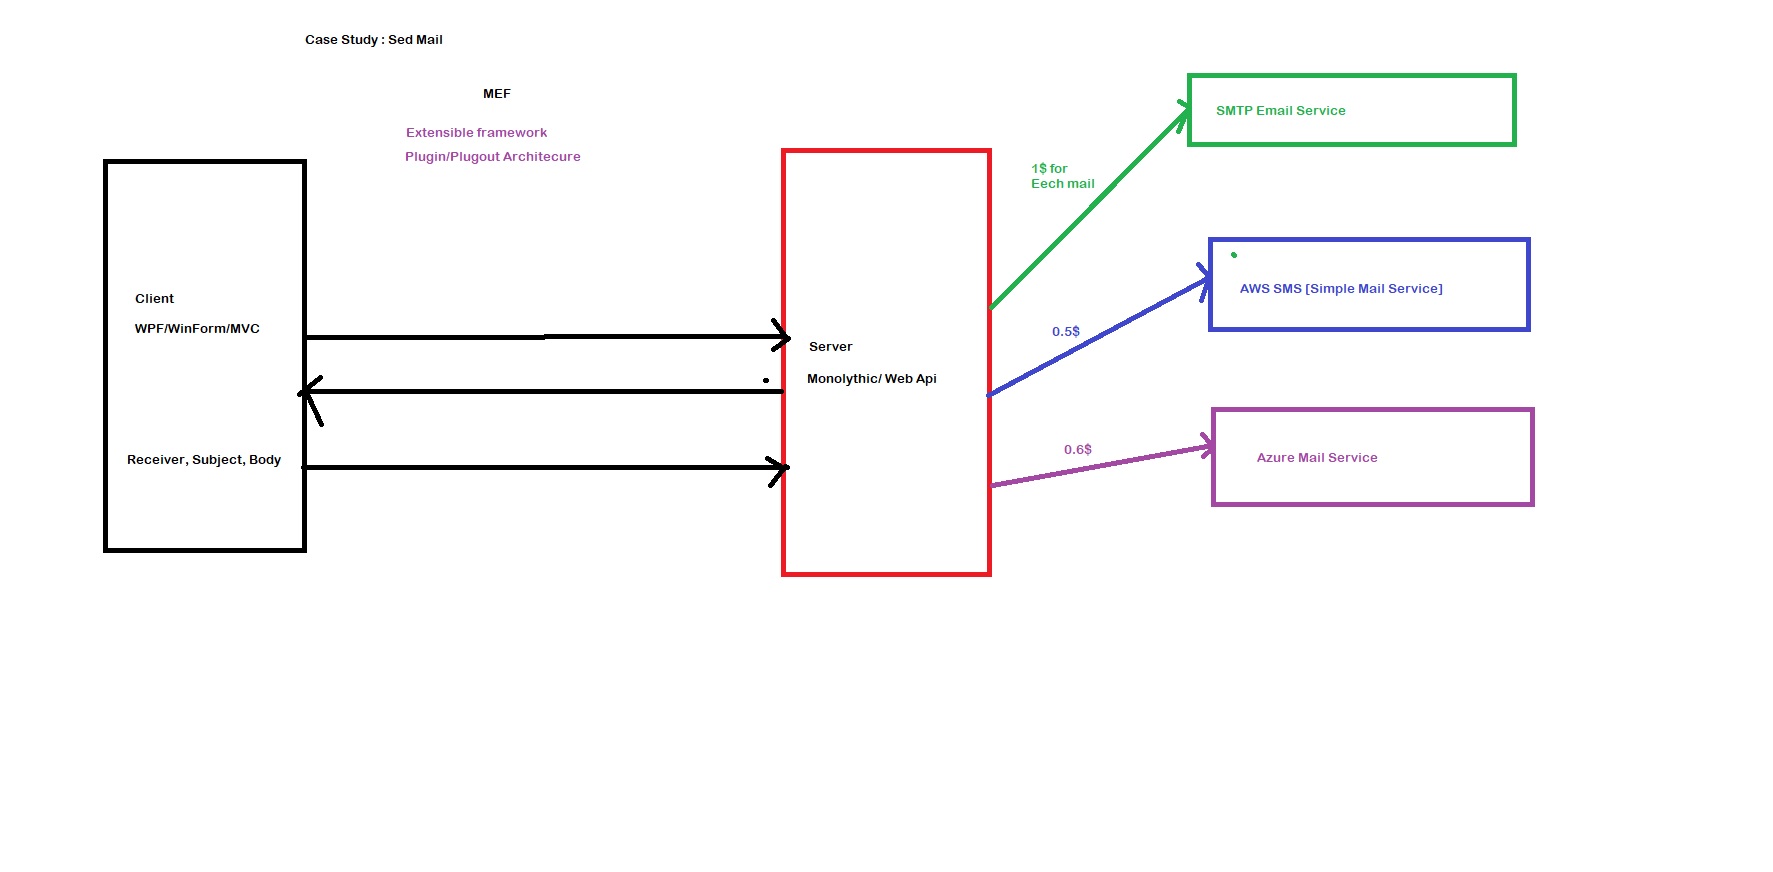 Case Study : Sed Mail
MEF
Extensible framework
Plugin/Plugout Architecure
Client
WPF/WinForm/MVC
Receiver, Subject, Body
Server
Monolythic/ Web Api
1$ for
Eech mail
0.5$
0.6$
SMTP Email Service
AWS SMS [Simple Mail Service]
Azure Mail Service